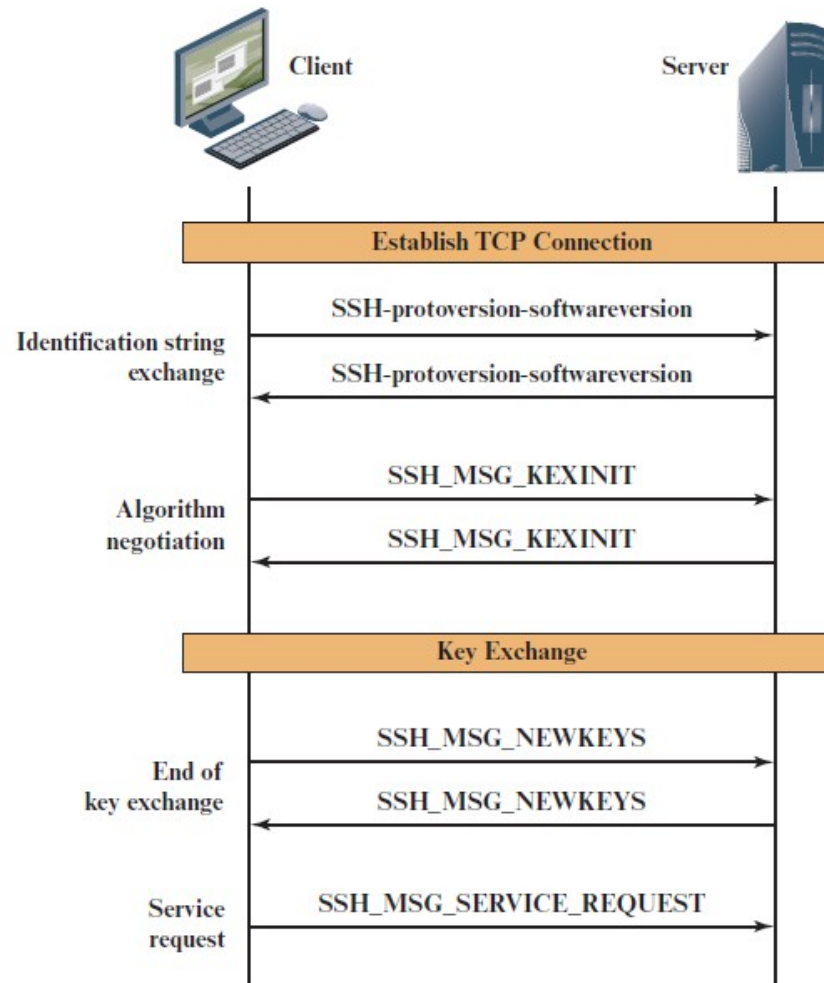 Client
Server
Establish TCP Connection
SSH-protoversion-softwareversion
Identification string
exchange
SSH-protoversion-softwareversion
SSH_MSG_KEXINIT
Algorithm
negotiation
SSH_MSG_KEXINIT
Key Exchange
SSH_MSG_NEWKEYS
End of
key exchange
SSH_MSG_NEWKEYS
SSH_MSG_SERVICE_REQUEST
Service
request